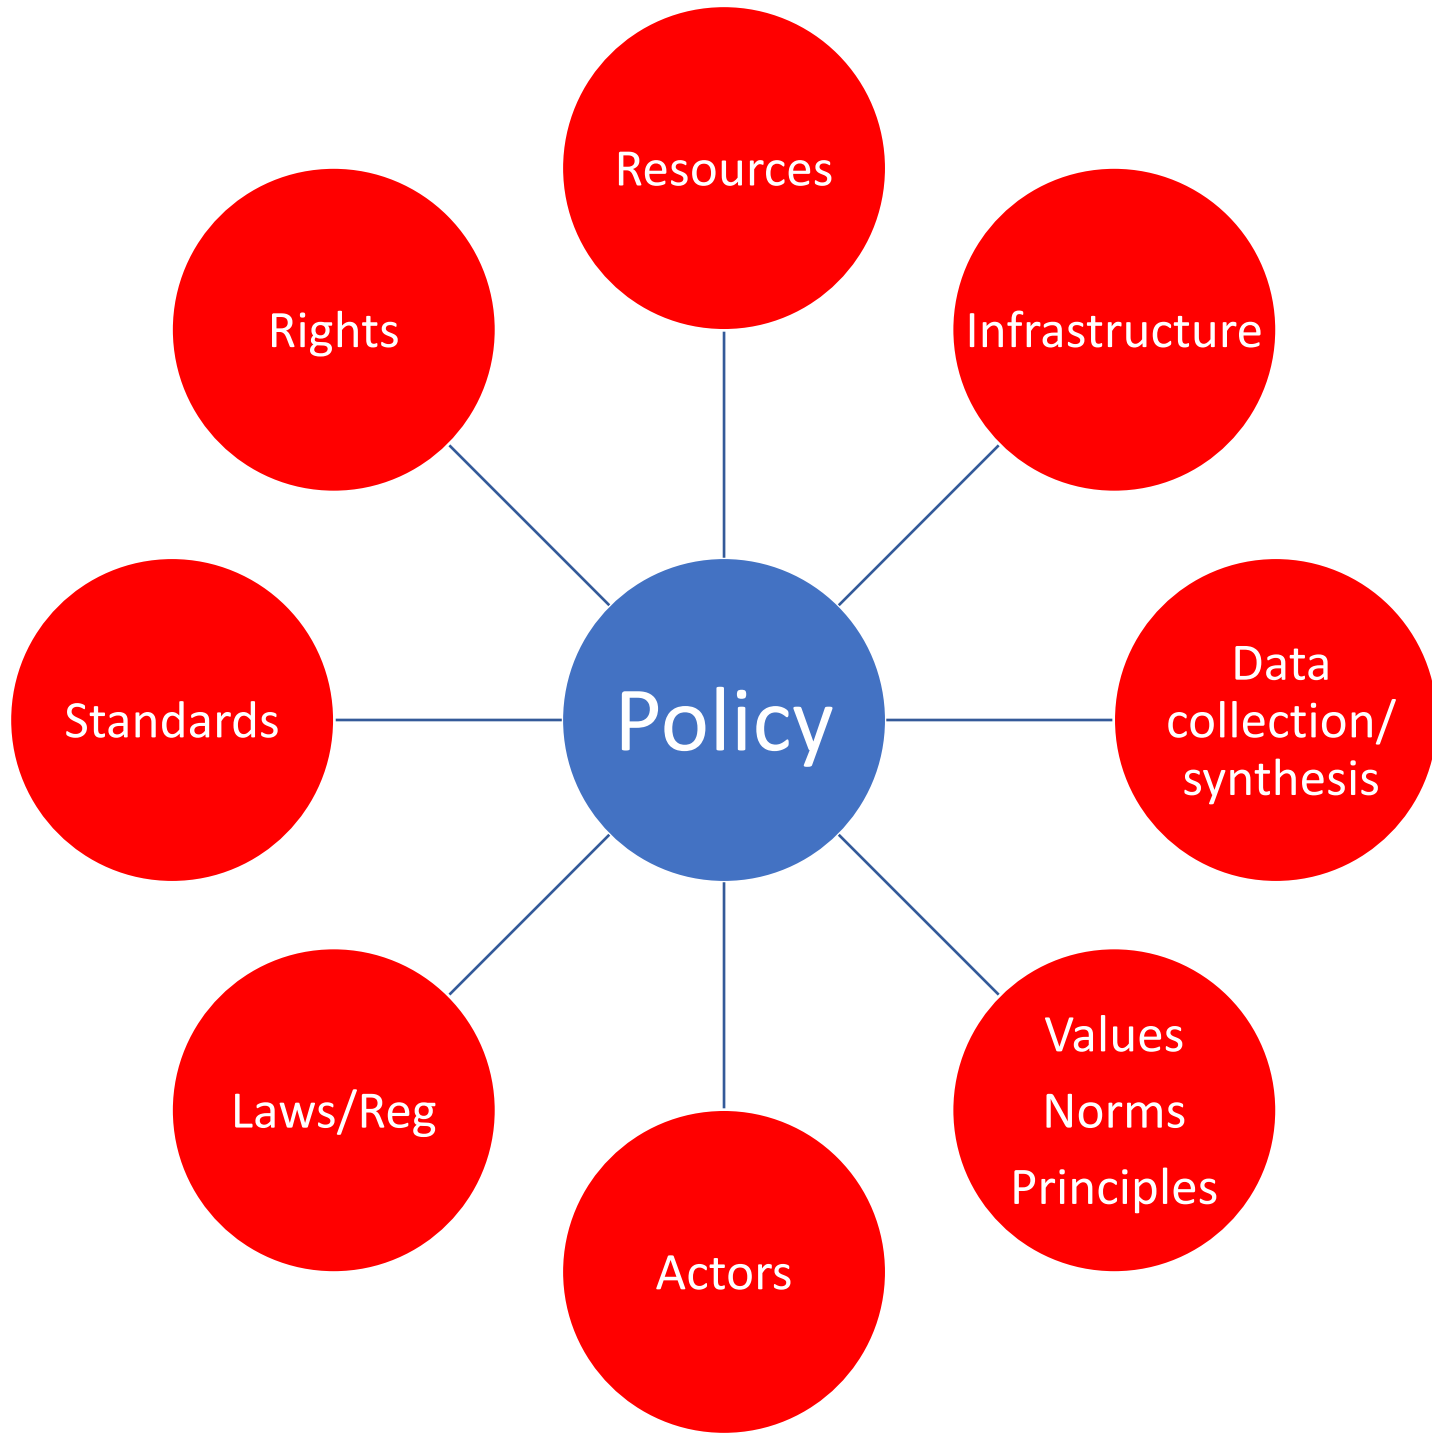 Resources
Rights
Infrastructure
Data
collection/
synthesis
Standards
Policy
Values
Norms
Principles
Laws/Reg
Actors